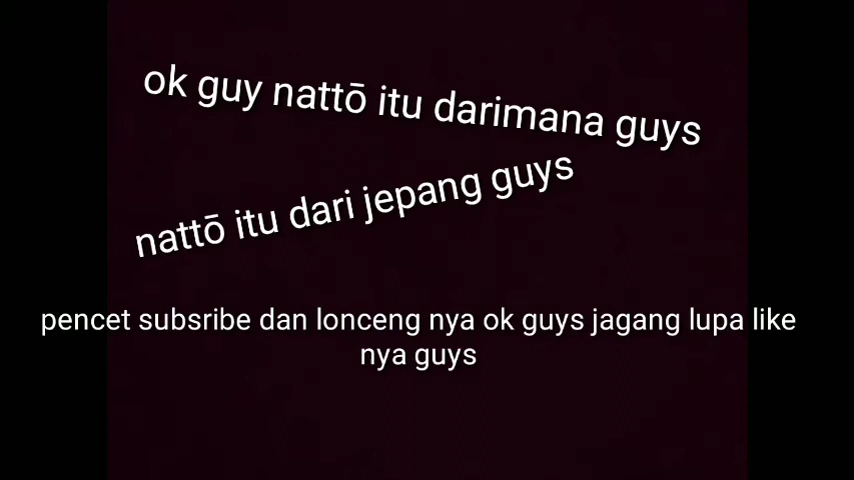 ok guy nattō itu darimana guys
nattō itu dari jepang guys
pencet subsribe dan lonceng nya ok guys jagang lupa like
nya guys